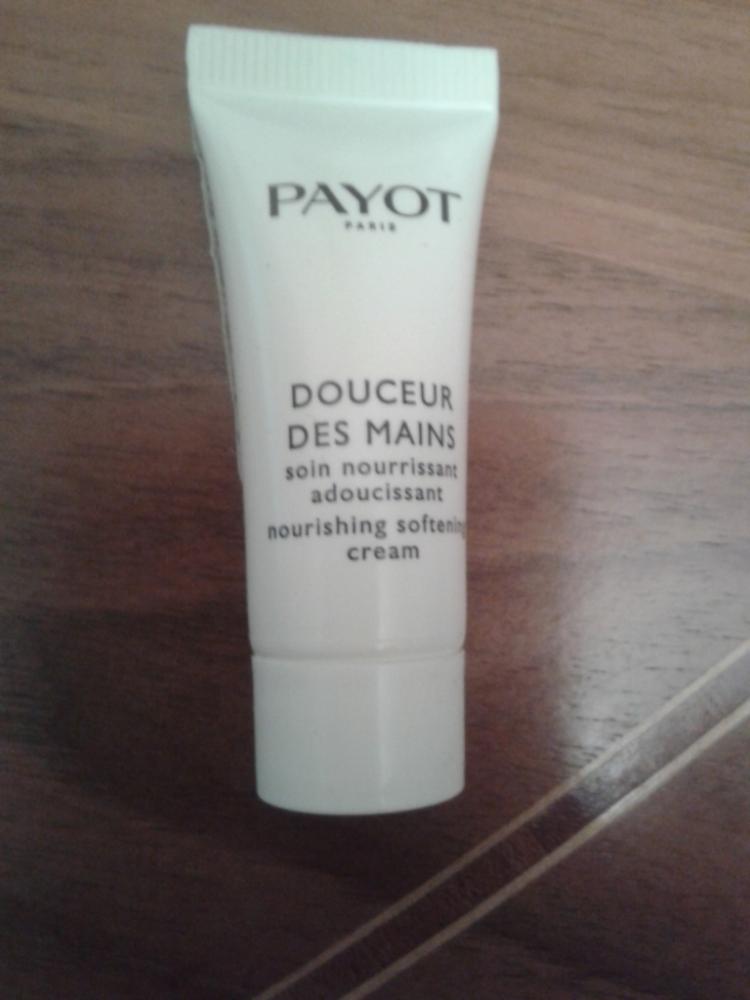 PAYOT
PARIS
DOUCEUR
DES MAINS
soin nourrissant
adoucissant
nourishing softening
cream